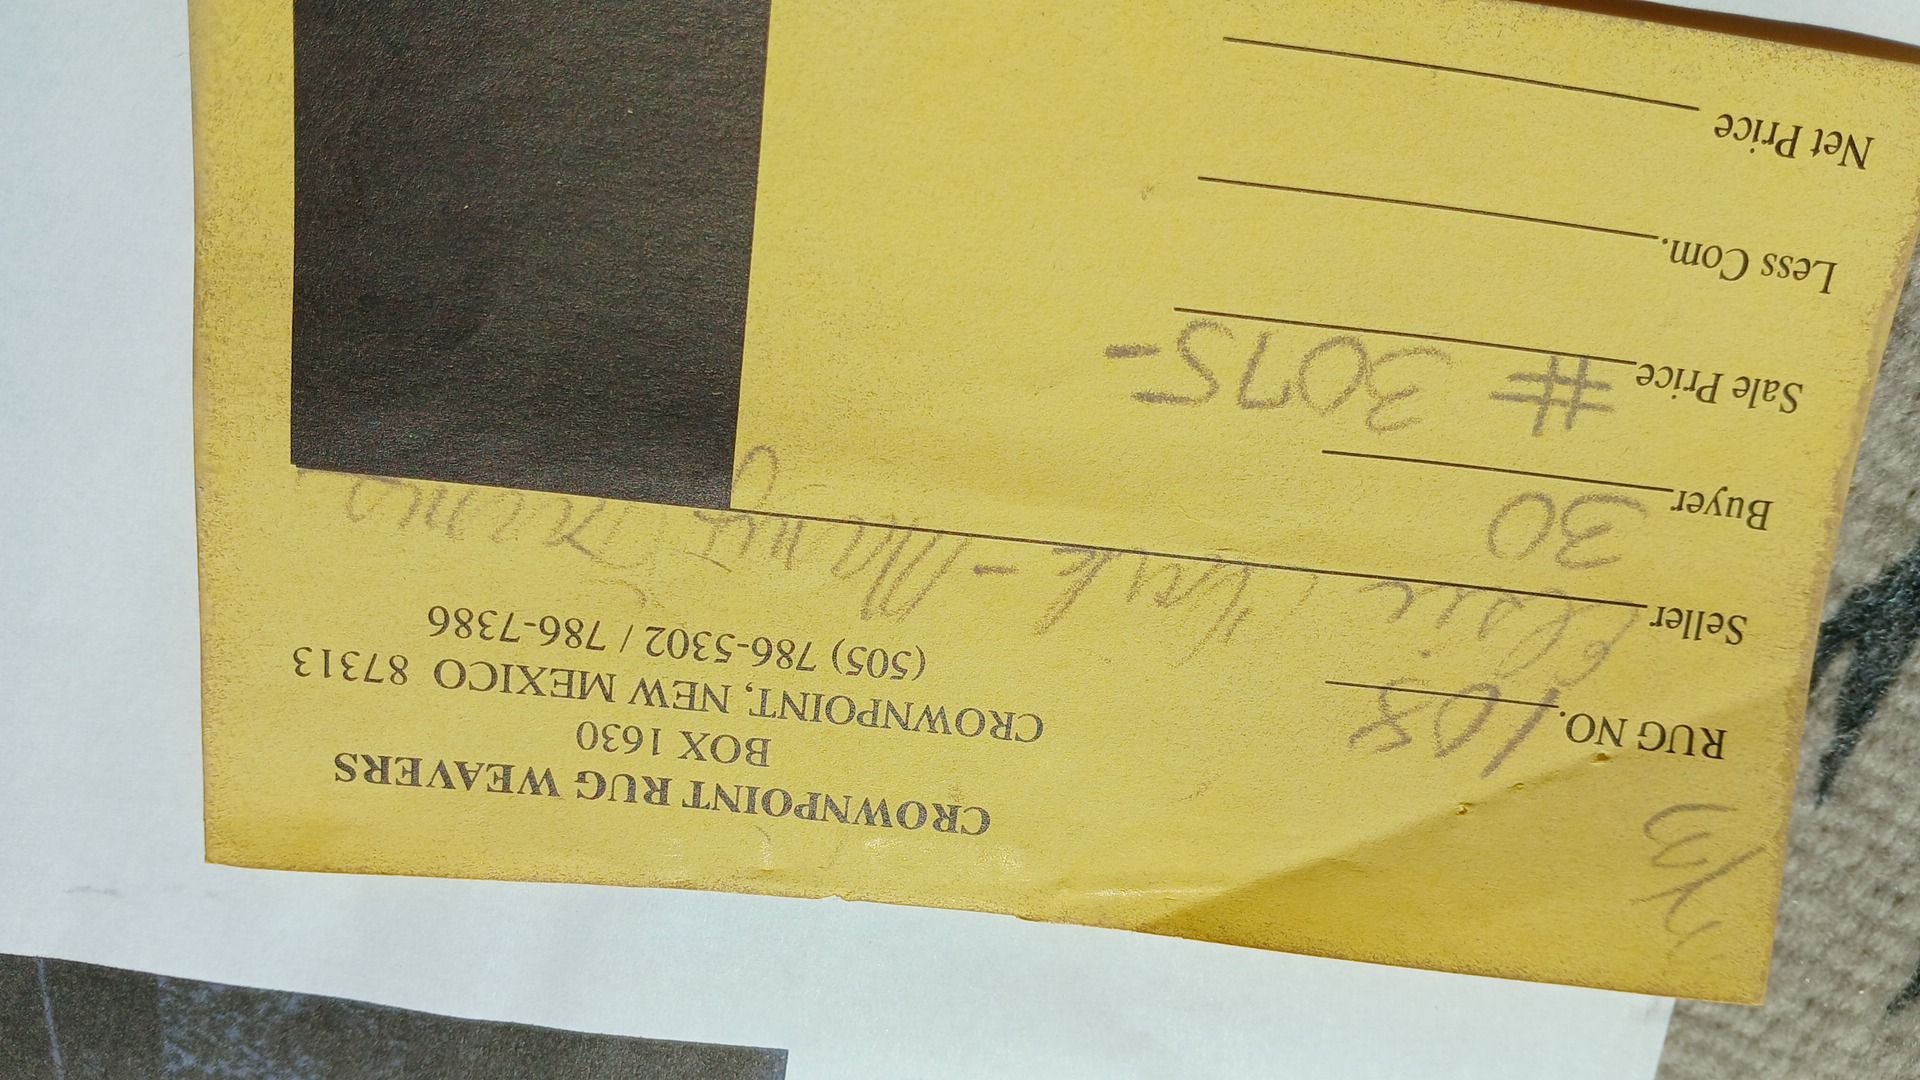 CROWNPOINT RUG WEAVERS
BOX 1630
CROWNPOINT, NEW MEXICO 87313
(505) 786-5302 / 786-7386
RUG NO. 108
Seller Elsie -
Buyer 30
Sale Price # 3075-
Less Com.
Net Price